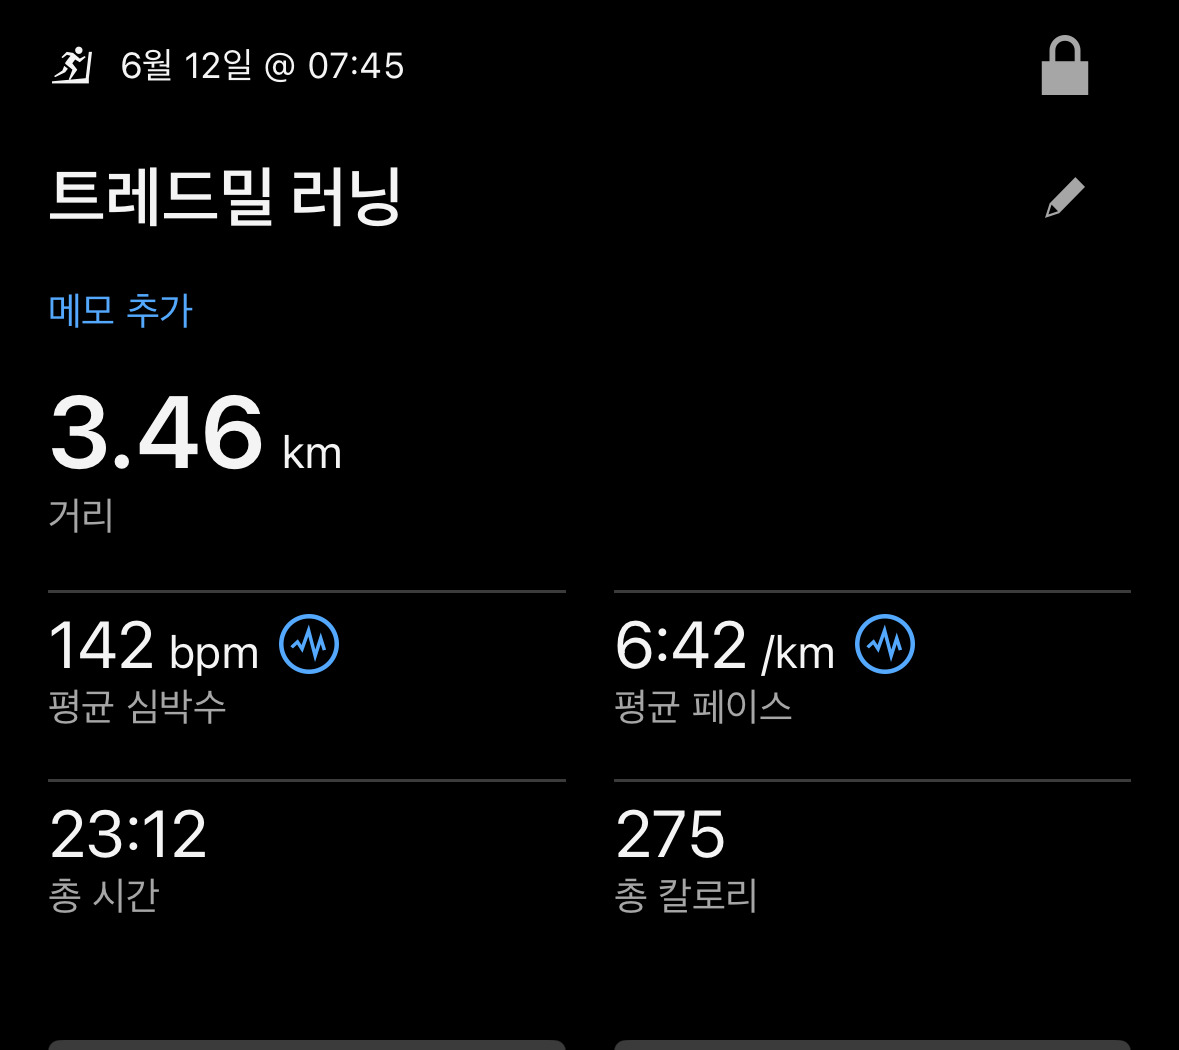 6월 12일 @ 07:45
트레드밀 러닝
메모 추가
3.46 km
거리
142 bpm
평균 심박수
6:42 /km
평균 페이스
23:12
총 시간
275
총 칼로리